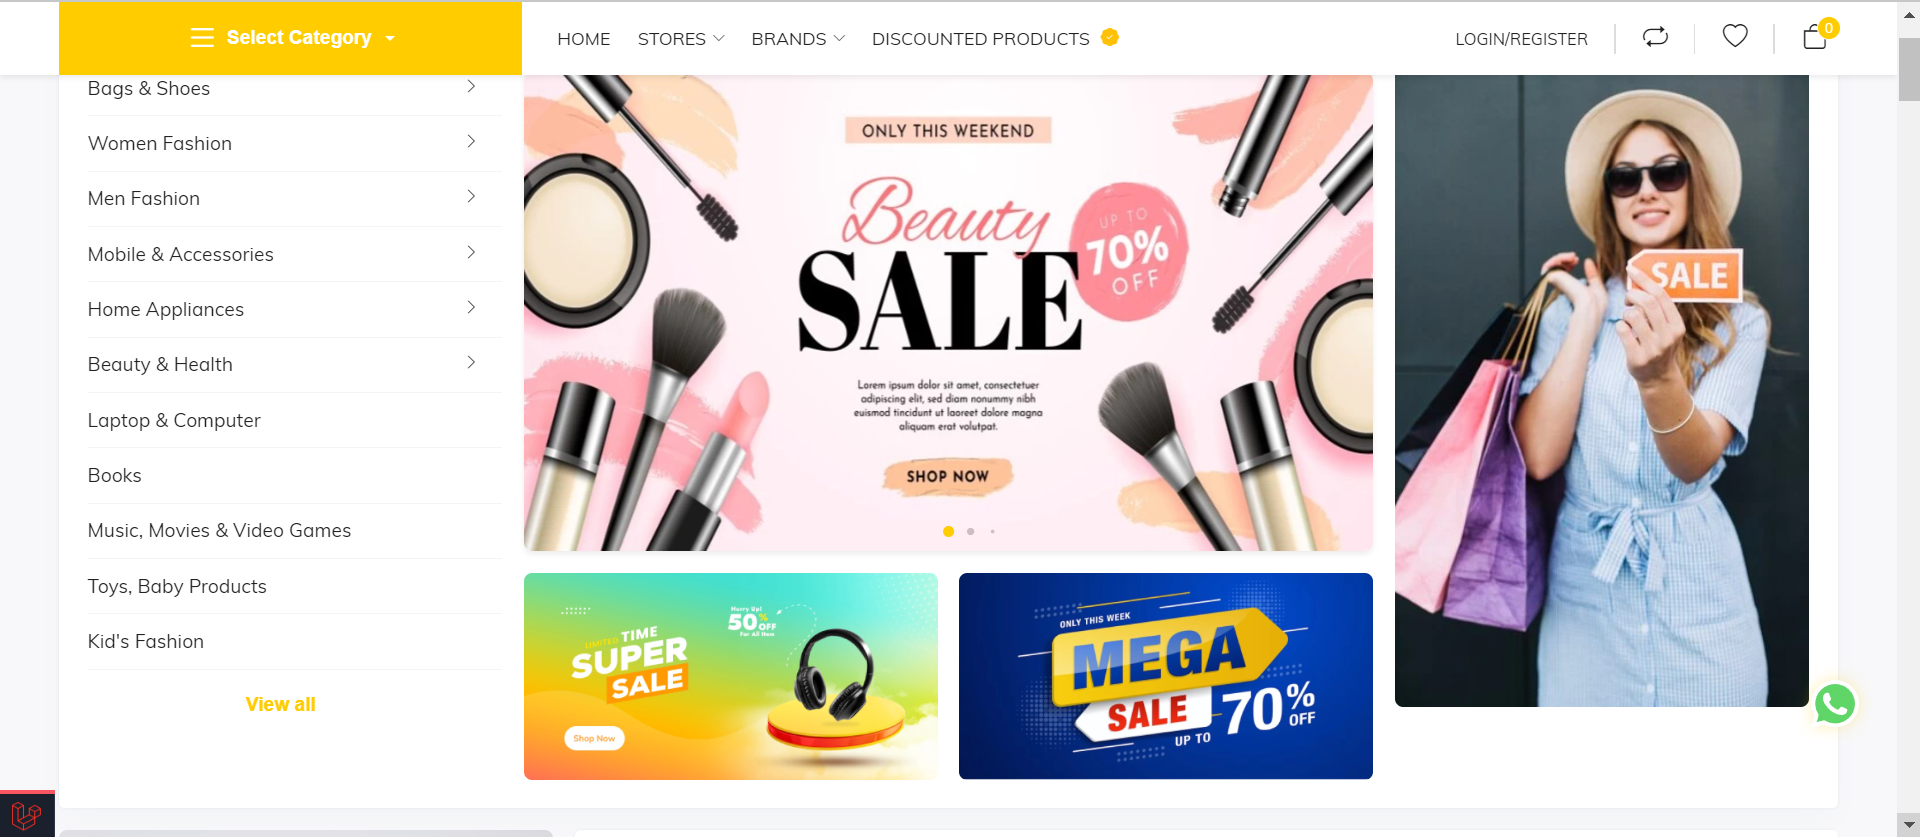 Select Category
HOME
STORES
BRANDS
DISCOUNTED PRODUCTS
LOGIN/REGISTER
0
Bags & Shoes
Women Fashion
Men Fashion
Mobile & Accessories
Home Appliances
Beauty & Health
Laptop & Computer
Books
Music, Movies & Video Games
Toys, Baby Products
Kid's Fashion
View all
ONLY THIS WEEKEND
Beauty
SALE
UP TO
70%
OFF
Lorem ipsum dolor sit amet, consectetuer
adipiscing elit, sed diam nonummy nibh
euismod tincidunt ut laoreet dolore magna
aliquam erat volutpat.
SHOP NOW
SALE
LIMITED TIME
SUPER
SALE
Hurry Up!
50% OFF
For All Item
Shop Now
ONLY THIS WEEK
MEGA
SALE
UP TO
70%
OFF